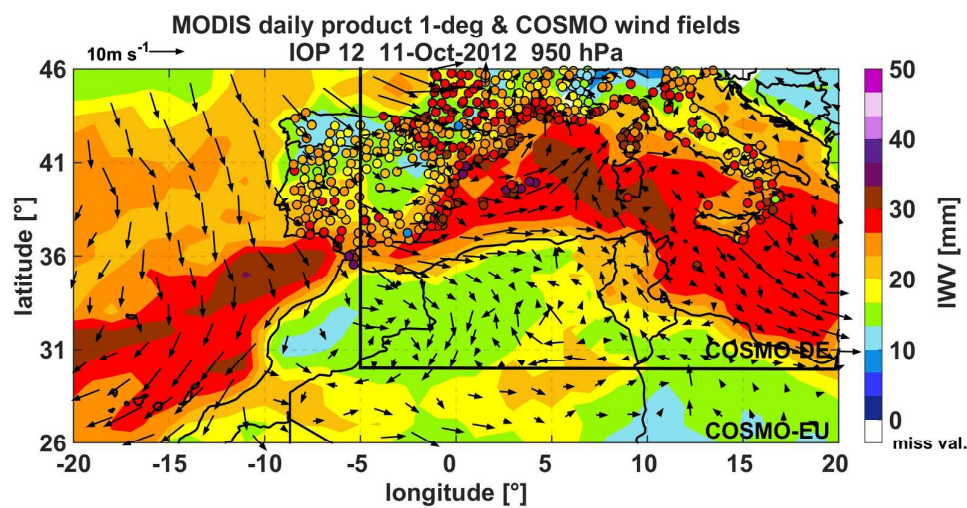 MODIS daily product 1-deg & COSMO wind fields
10m s-1
IOP 12 11-Oct-2012 950 hPa
46
41
36
31
26
latitude [°]
-20 -15 -10 -5 0 5 10 15 20
longitude [°]
COSMO-DE
COSMO-EU
50
40
30
20
10
0
miss val.
IWV [mm]